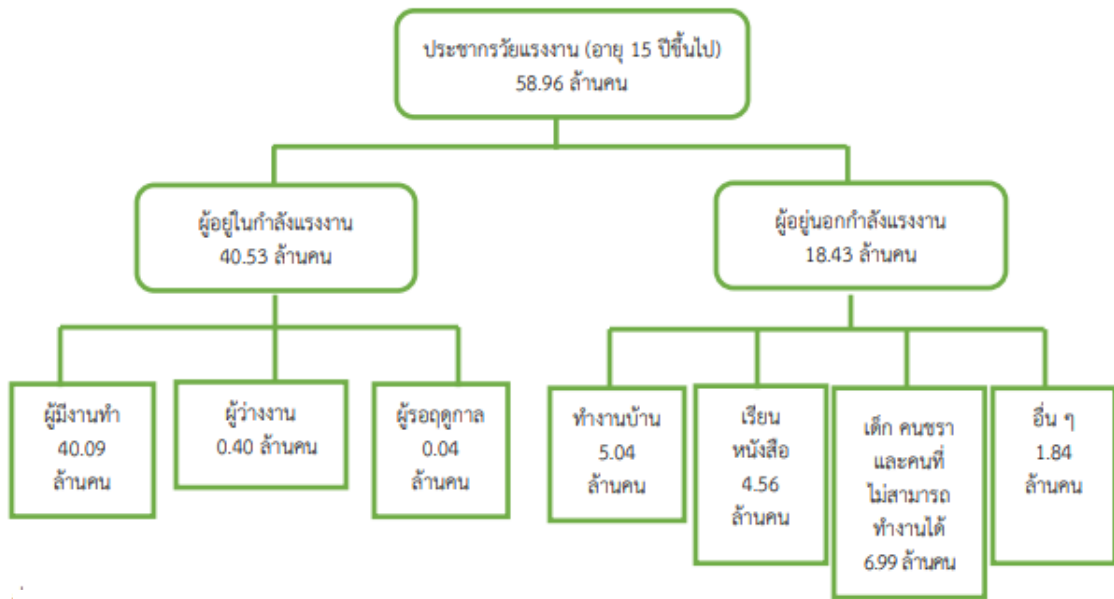 ประชากรวัยแรงงาน (อายุ 15 ปีขึ้นไป)
58.96 ล้านคน
ผู้อยู่ในกำลังแรงงาน
40.53 ล้านคน
ผู้อยู่นอกกำลังแรงงาน
18.43 ล้านคน
ผู้มีงานทำ
40.09
ล้านคน
ผู้ว่างงาน
0.40 ล้านคน
ผู้รอฤดูกาล
0.04
ล้านคน
ทำงานบ้าน
5.04
ล้านคน
เรียน
หนังสือ
4.56
ล้านคน
เด็ก คนชรา
และคนที่
ไม่สามารถ
ทำงานได้
6.99 ล้านคน
อื่น ๆ
1.84
ล้านคน